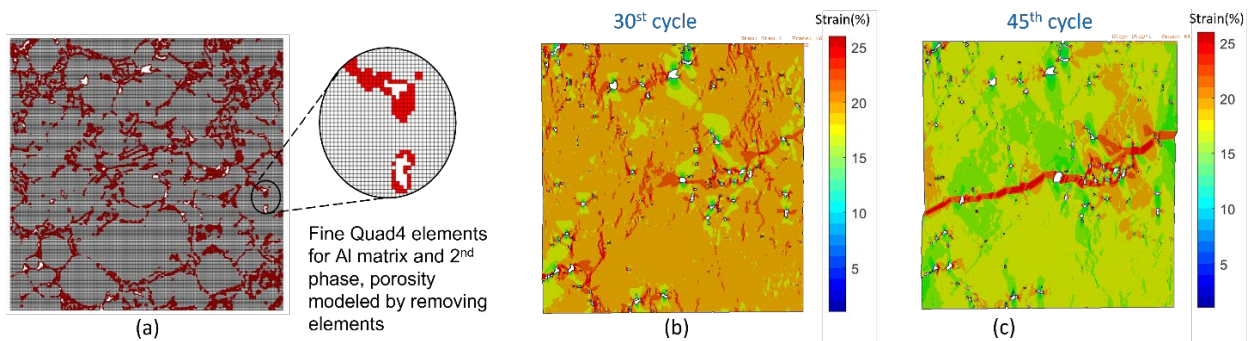 30st cycle
Strain(%)
45th cycle
Strain(%)
25
20
15
10
5
25
20
15
10
5
Fine Quad4 elements
for Al matrix and 2nd
phase, porosity
modeled by removing
elements
(a)
(b)
(c)